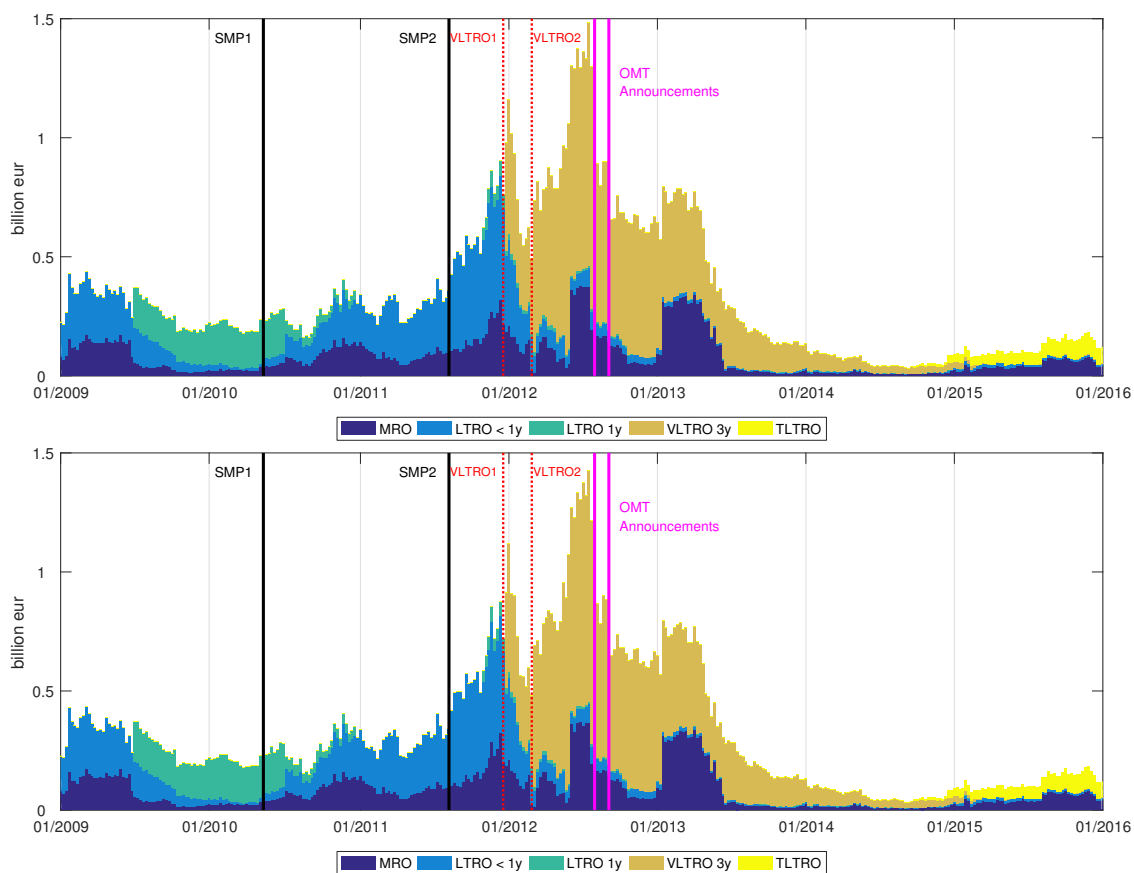 1.5
SMP1
SMP2
VLTRO1
VLTRO2
OMT
Announcements
1
billion eur
0.5
0
01/2009
01/2010
01/2011
01/2012
01/2013
01/2014
01/2015
01/2016
MRO
LTRO < 1y
LTRO 1y
VLTRO 3y
TLTRO
1.5
SMP1
SMP2
VLTRO1
VLTRO2
OMT
Announcements
1
billion eur
0.5
0
01/2009
01/2010
01/2011
01/2012
01/2013
01/2014
01/2015
01/2016
MRO
LTRO < 1y
LTRO 1y
VLTRO 3y
TLTRO